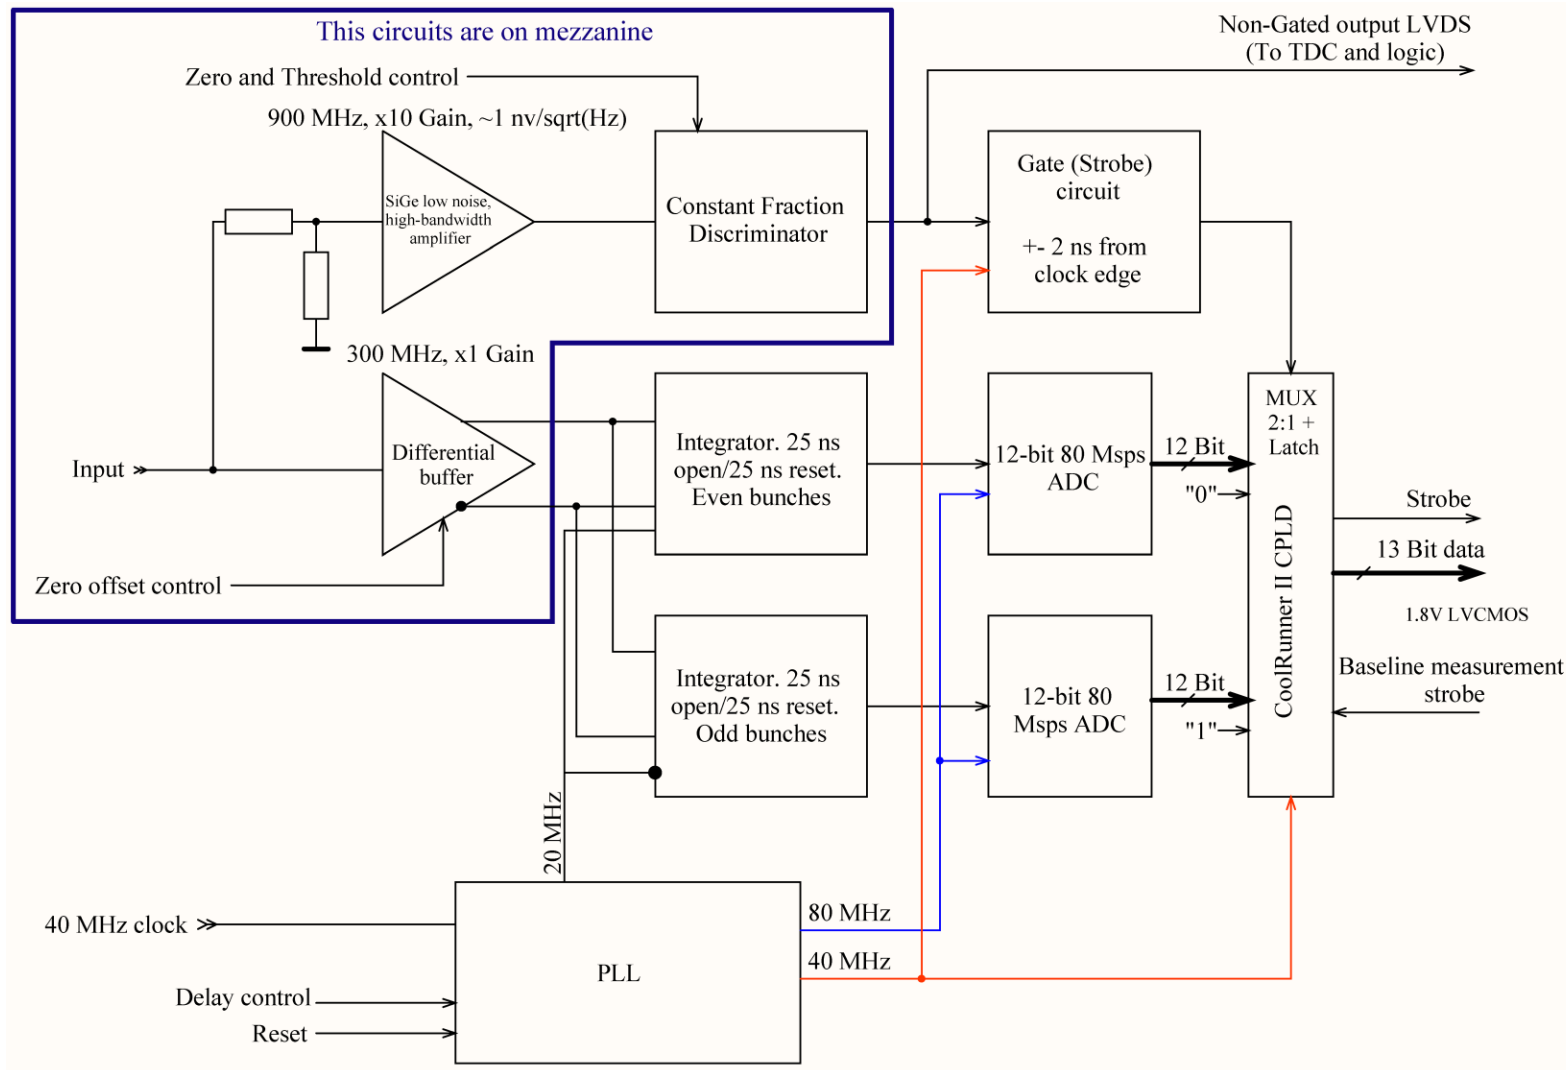 This circuits are on mezzanine
Non-Gated output LVDS
(To TDC and logic)
Zero and Threshold control
900 MHz, x10 Gain, ~1 nv/sqrt(Hz)
SiGe low noise,
high-bandwidth
amplifier
Constant Fraction
Discriminator
Gate (Strobe)
circuit
+- 2 ns from
clock edge
300 MHz, x1 Gain
Differential
buffer
Input
Zero offset control
Integrator. 25 ns
open/25 ns reset.
Even bunches
12-bit 80 Msps
ADC
12 Bit
"0"
MUX
2:1 +
Latch
CoolRunner II CPLD
Strobe
13 Bit data
1.8V LVCMOS
Baseline measurement
strobe
Integrator. 25 ns
open/25 ns reset.
Odd bunches
12-bit 80
Msps ADC
12 Bit
"1"
20 MHz
40 MHz clock
Delay control
Reset
PLL
80 MHz
40 MHz